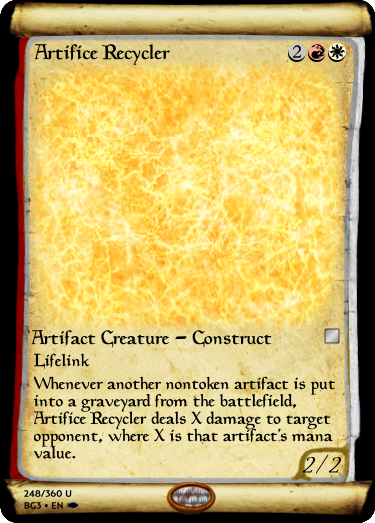 Artifice Recycler 2
Artifact Creature – Construct
Lifelink
Whenever another nontoken artifact is put
into a graveyard from the battlefield,
Artifice Recycler deals X damage to target
opponent, where X is that artifact's mana
value.
2/2
248/360 U
BG3 • EN